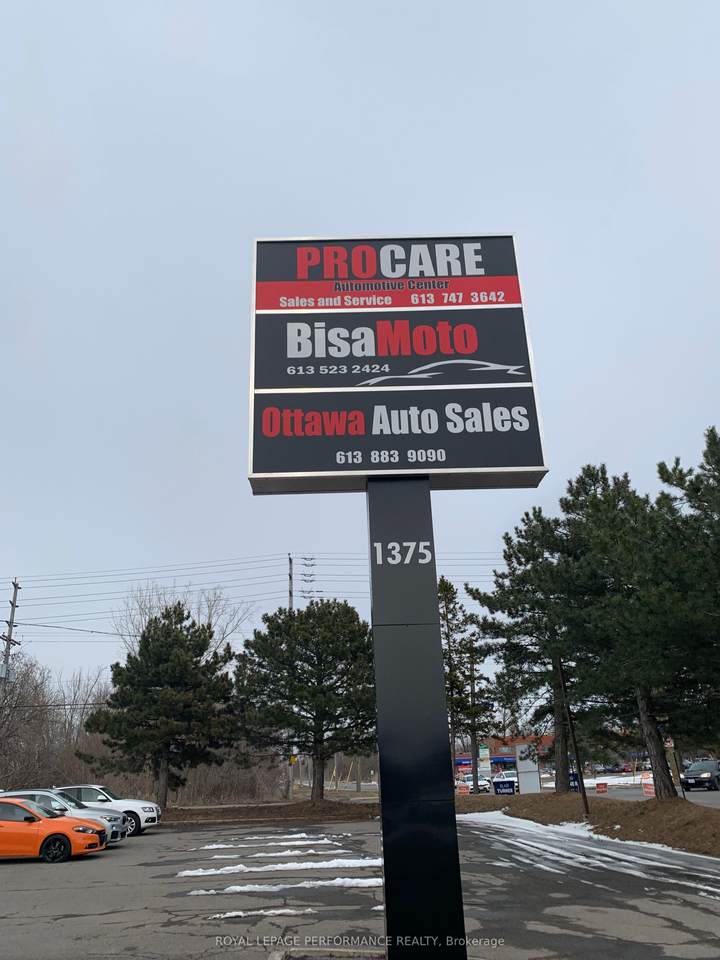 PROCARE
Automotive Center
Sales and Service 613 747 3642
BisaMoto
613 523 2424
Ottawa Auto Sales
613 883 9090
1375
TURNER
ROYAL LEPAGE PERFORMANCE REALTY, Brokerage